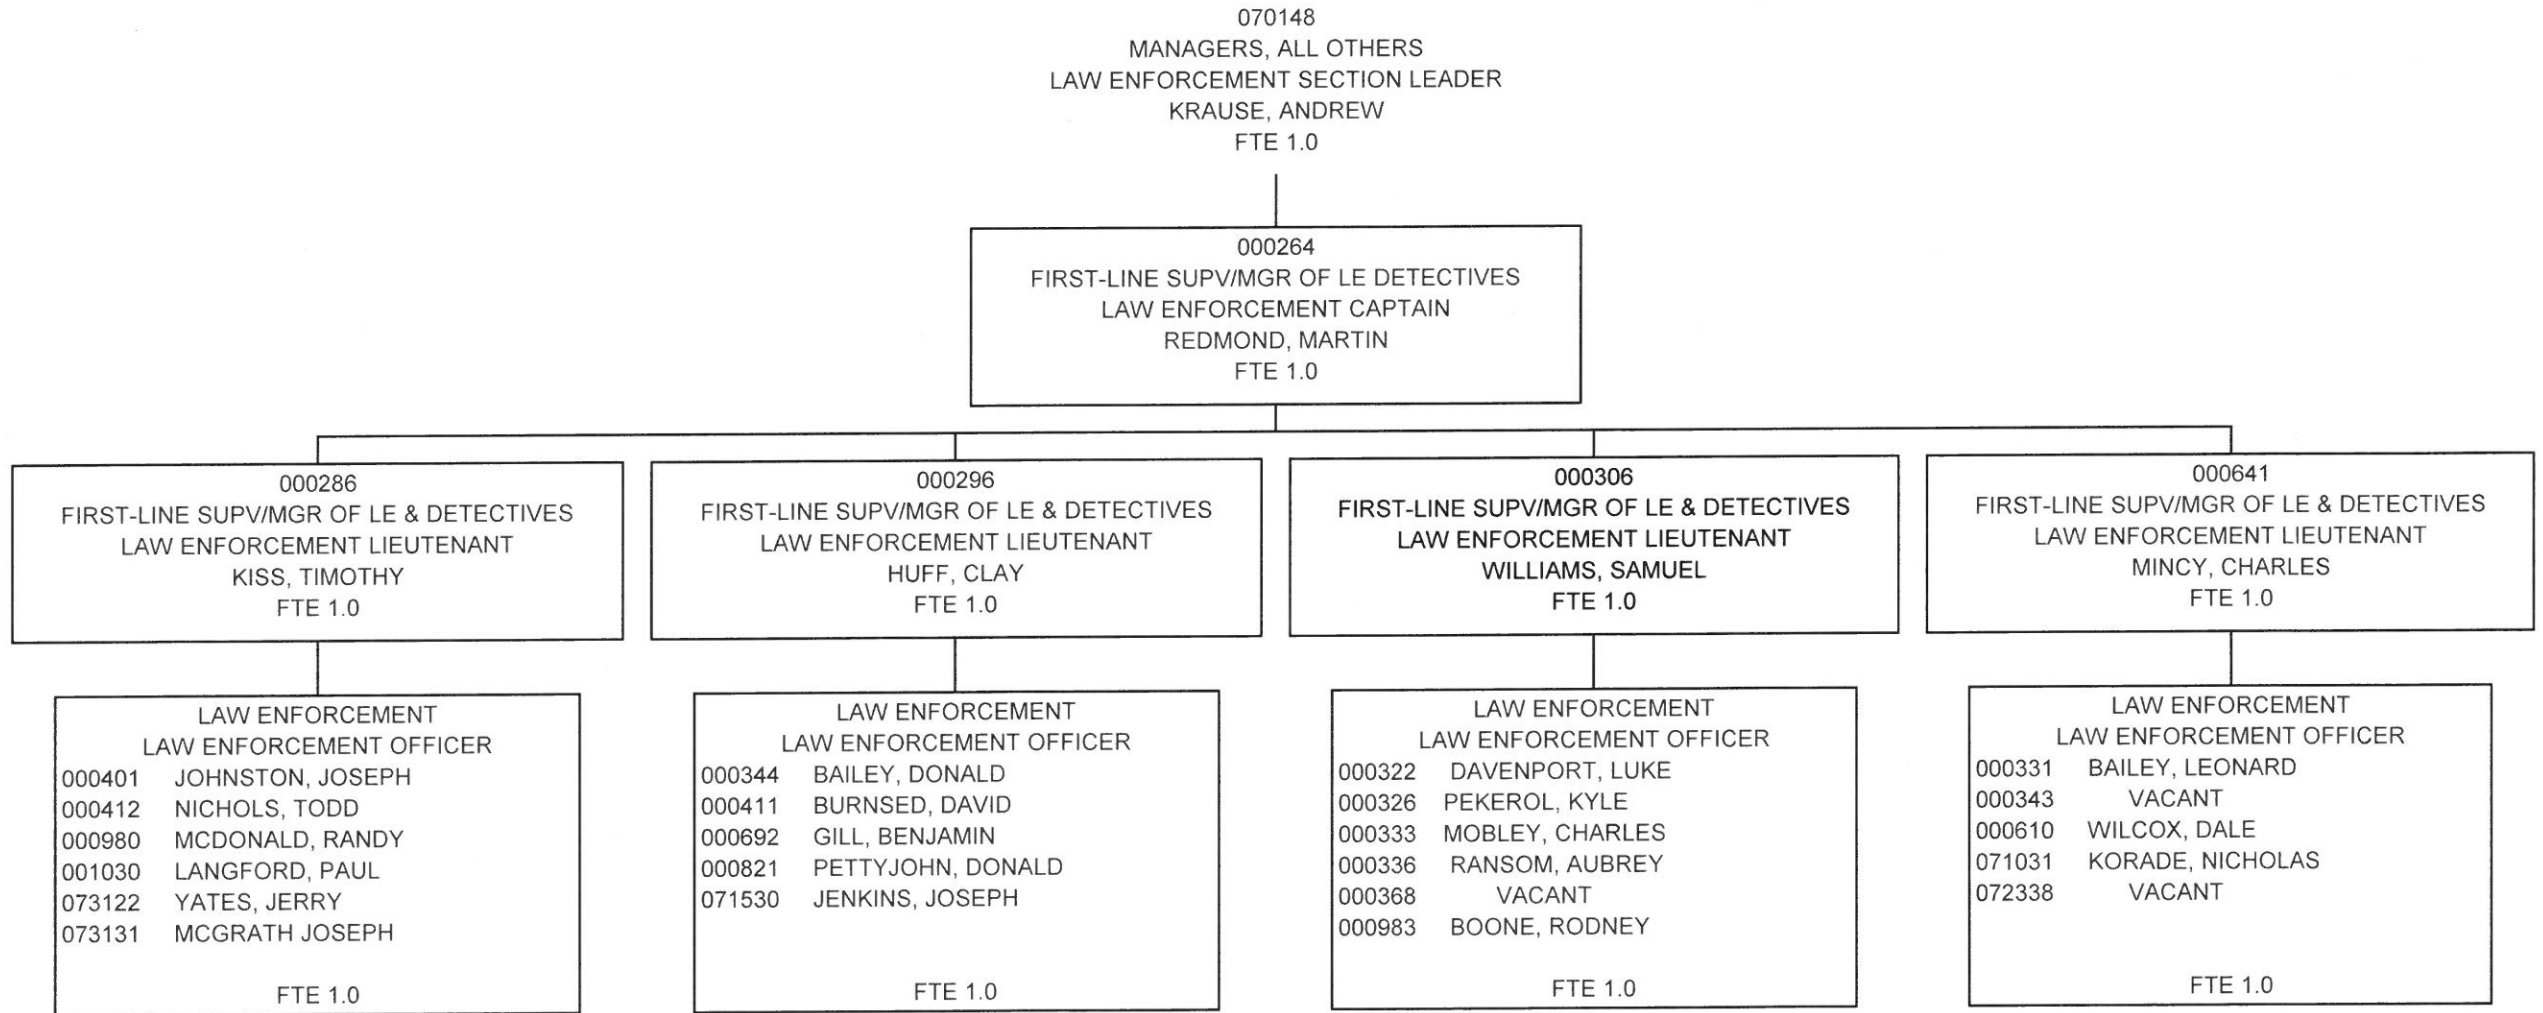 070148
MANAGERS, ALL OTHERS
LAW ENFORCEMENT SECTION LEADER
KRAUSE, ANDREW
FTE 1.0
000264
FIRST-LINE SUPV/MGR OF LE DETECTIVES
LAW ENFORCEMENT CAPTAIN
REDMOND, MARTIN
FTE 1.0
000286
FIRST-LINE SUPV/MGR OF LE & DETECTIVES
LAW ENFORCEMENT LIEUTENANT
KISS, TIMOTHY
FTE 1.0
000296
FIRST-LINE SUPV/MGR OF LE & DETECTIVES
LAW ENFORCEMENT LIEUTENANT
HUFF, CLAY
FTE 1.0
000306
FIRST-LINE SUPV/MGR OF LE & DETECTIVES
LAW ENFORCEMENT LIEUTENANT
WILLIAMS, SAMUEL
FTE 1.0
000641
FIRST-LINE SUPV/MGR OF LE & DETECTIVES
LAW ENFORCEMENT LIEUTENANT
MINCY, CHARLES
FTE 1.0
LAW ENFORCEMENT
LAW ENFORCEMENT OFFICER
000401 JOHNSTON, JOSEPH
000412 NICHOLS, TODD
000980 MCDONALD, RANDY
001030 LANGFORD, PAUL
073122 YATES, JERRY
073131 MCGRATH JOSEPH
FTE 1.0
LAW ENFORCEMENT
LAW ENFORCEMENT OFFICER
000344 BAILEY, DONALD
000411 BURNSED, DAVID
000692 GILL, BENJAMIN
000821 PETTYJOHN, DONALD
071530 JENKINS, JOSEPH
FTE 1.0
LAW ENFORCEMENT
LAW ENFORCEMENT OFFICER
000322 DAVENPORT, LUKE
000326 PEKEROL, KYLE
000333 MOBLEY, CHARLES
000336 RANSOM, AUBREY
000368 VACANT
000983 BOONE, RODNEY
FTE 1.0
LAW ENFORCEMENT
LAW ENFORCEMENT OFFICER
000331 BAILEY, LEONARD
000343 VACANT
000610 WILCOX, DALE
071031 KORADE, NICHOLAS
072338 VACANT
FTE 1.0